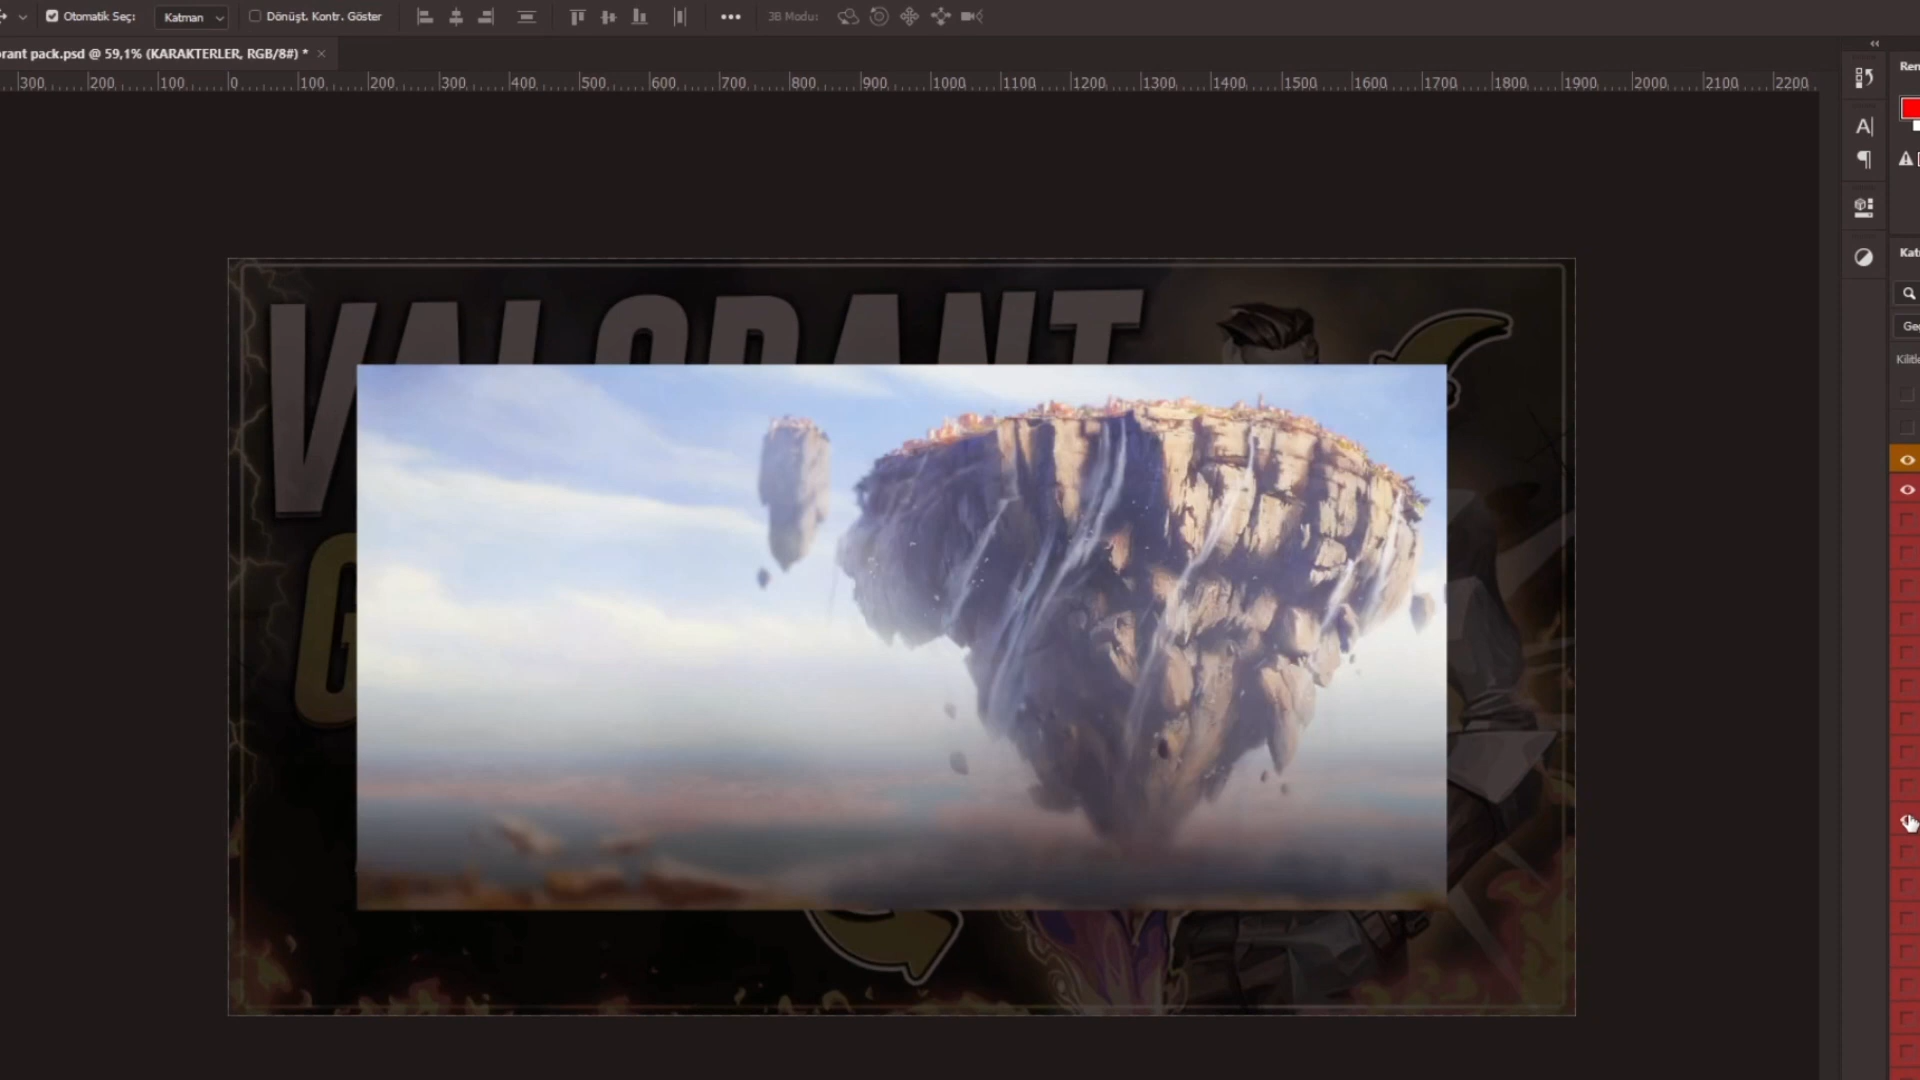 Otomatik Seç: Katman Dönüşt. Kontr. Göster 3B Modu:
rant pack.psd @ 59,1% (KARAKTERLER, RGB/8#) * ×
300 200 100 0 100 200 300 400 500 600 700 800 900 1000 1100 1200 1300 1400 1500 1600 1700 1800 1900 2000 2100 2200
Ren
A
Kat
Ge
Kilitle
VALORANT
G